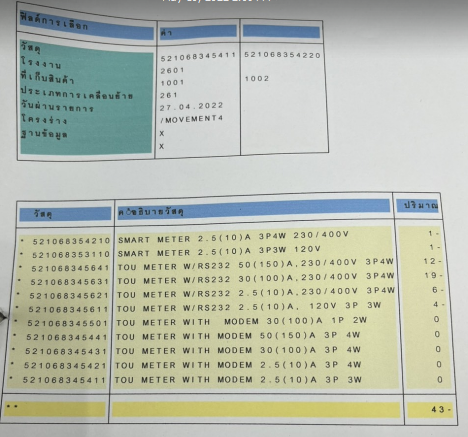 ฟิลด์การเลือก ค่า
วัสดุ 521068345411 521068354220
โรงงาน 2601
ที่เก็บสินค้า 1001 1002
ประเภทการเคลื่อนย้าย 261
วันผ่านรายการ 27.04.2022
โครงร่าง /MOVEMENT4
ฐานข้อมูล X
X
วัสดุ คำอธิบายวัสดุ ปริมาณ
* 521068354210 SMART METER 2.5(10)A 3P4W 230/400V 1-
* 521068353110 SMART METER 2.5(10)A 3P3W 120V 1-
* 521068345641 TOU METER W/RS232 50(150)A,230/400V 3P4W 12-
* 521068345631 TOU METER W/RS232 30(100)A,230/400V 3P4W 19-
* 521068345621 TOU METER W/RS232 2.5(10)A,230/400V 3P4W 6-
* 521068345611 TOU METER W/RS232 2.5(10)A, 120V 3P 3W 4-
* 521068345501 TOU METER WITH MODEM 30(100)A 1P 2W 0
* 521068345441 TOU METER WITH MODEM 50(150)A 3P 4W 0
* 521068345431 TOU METER WITH MODEM 30(100)A 3P 4W 0
* 521068345421 TOU METER WITH MODEM 2.5(10)A 3P 4W 0
* 521068345411 TOU METER WITH MODEM 2.5(10)A 3P 3W 0
** 43-